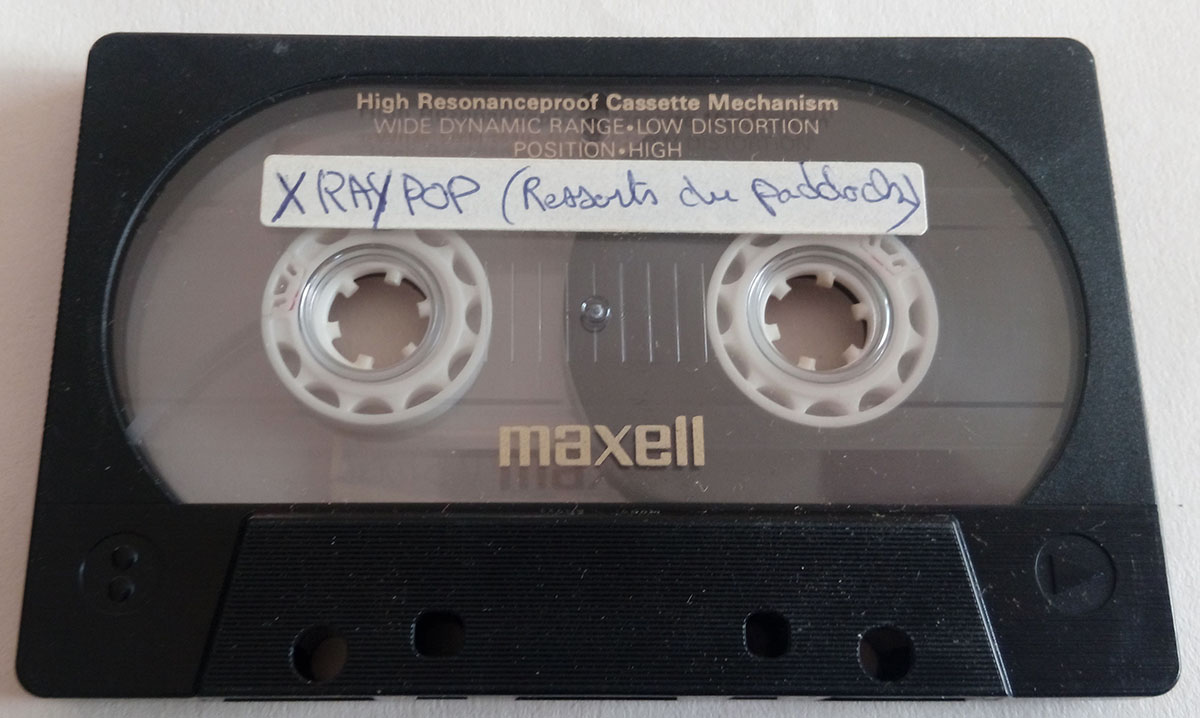 High Resonanceproof Cassette Mechanism
WIDE DYNAMIC RANGE•LOW DISTORTION
POSITION•HIGH
X RAY POP (Ressorts du paddock)
maxell